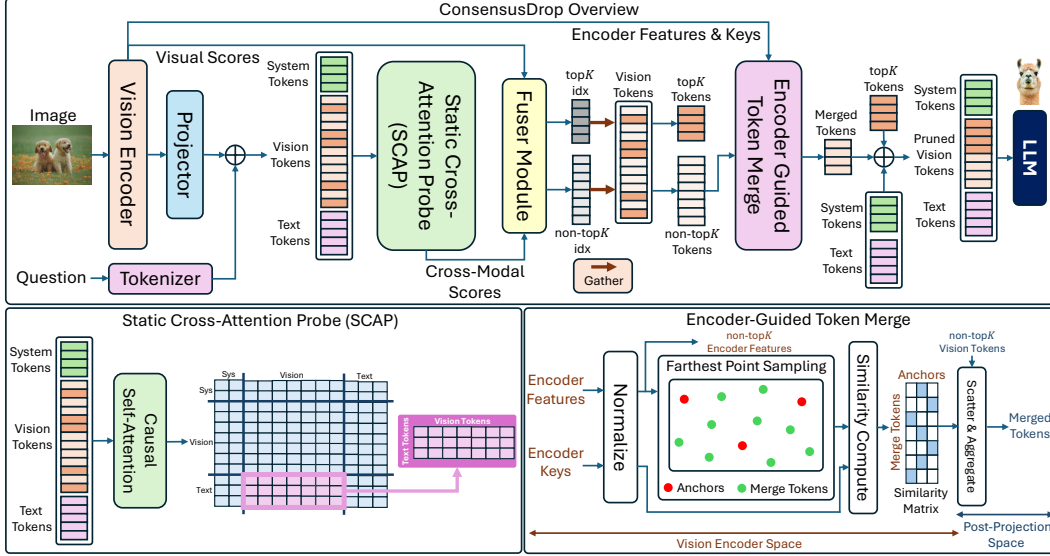 ConsensusDrop Overview
Encoder Features & Keys
Visual Scores
Image
Vision Encoder
Projector
Question
Tokenizer
System
Tokens
Vision
Tokens
Text
Tokens
Static Cross-
Attention Probe
(SCAP)
Cross-Modal
Scores
Fuser Module
topK
idx
non-topK
idx
Gather
Vision
Tokens
topK
Tokens
non-topK
Tokens
Encoder Guided
Token Merge
Merged
Tokens
topK
Tokens
System
Tokens
Text
Tokens
System
Tokens
Pruned
Vision
Tokens
Text
Tokens
LLM
Static Cross-Attention Probe (SCAP)
System
Tokens
Vision
Tokens
Text
Tokens
Causal
Self-Attention
Sys
Vision
Text
Sys
Vision
Text
Vision Tokens
Text Tokens
Encoder-Guided Token Merge
Encoder
Features
Encoder
Keys
Normalize
non-topK
Encoder Features
Farthest Point Sampling
Anchors
Merge Tokens
Similarity Compute
Anchors
Merge Tokens
Similarity
Matrix
non-topK
Vision Tokens
Scatter & Aggregate
Merged
Tokens
Vision Encoder Space
Post-Projection
Space